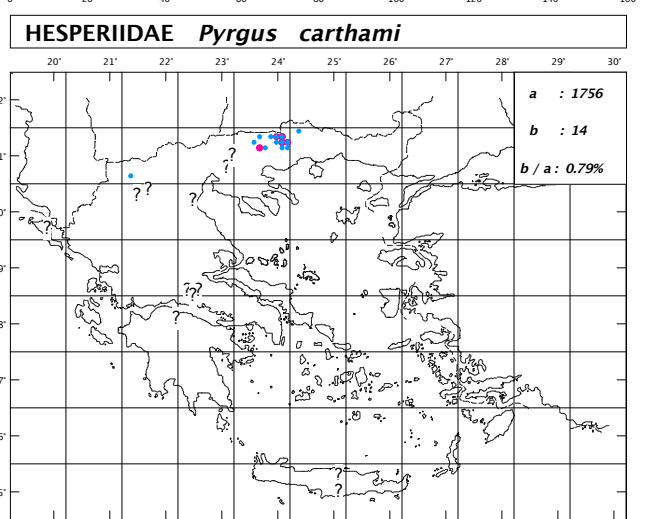 HESPERIIDAE Pyrgus carthami
20' 21' 22' 23' 24' 25' 26' 27' 28' 29' 30'
a : 1756
b : 14
b / a : 0.79%
?
? ?
? ?
?
?
? ? ?
?
?
?